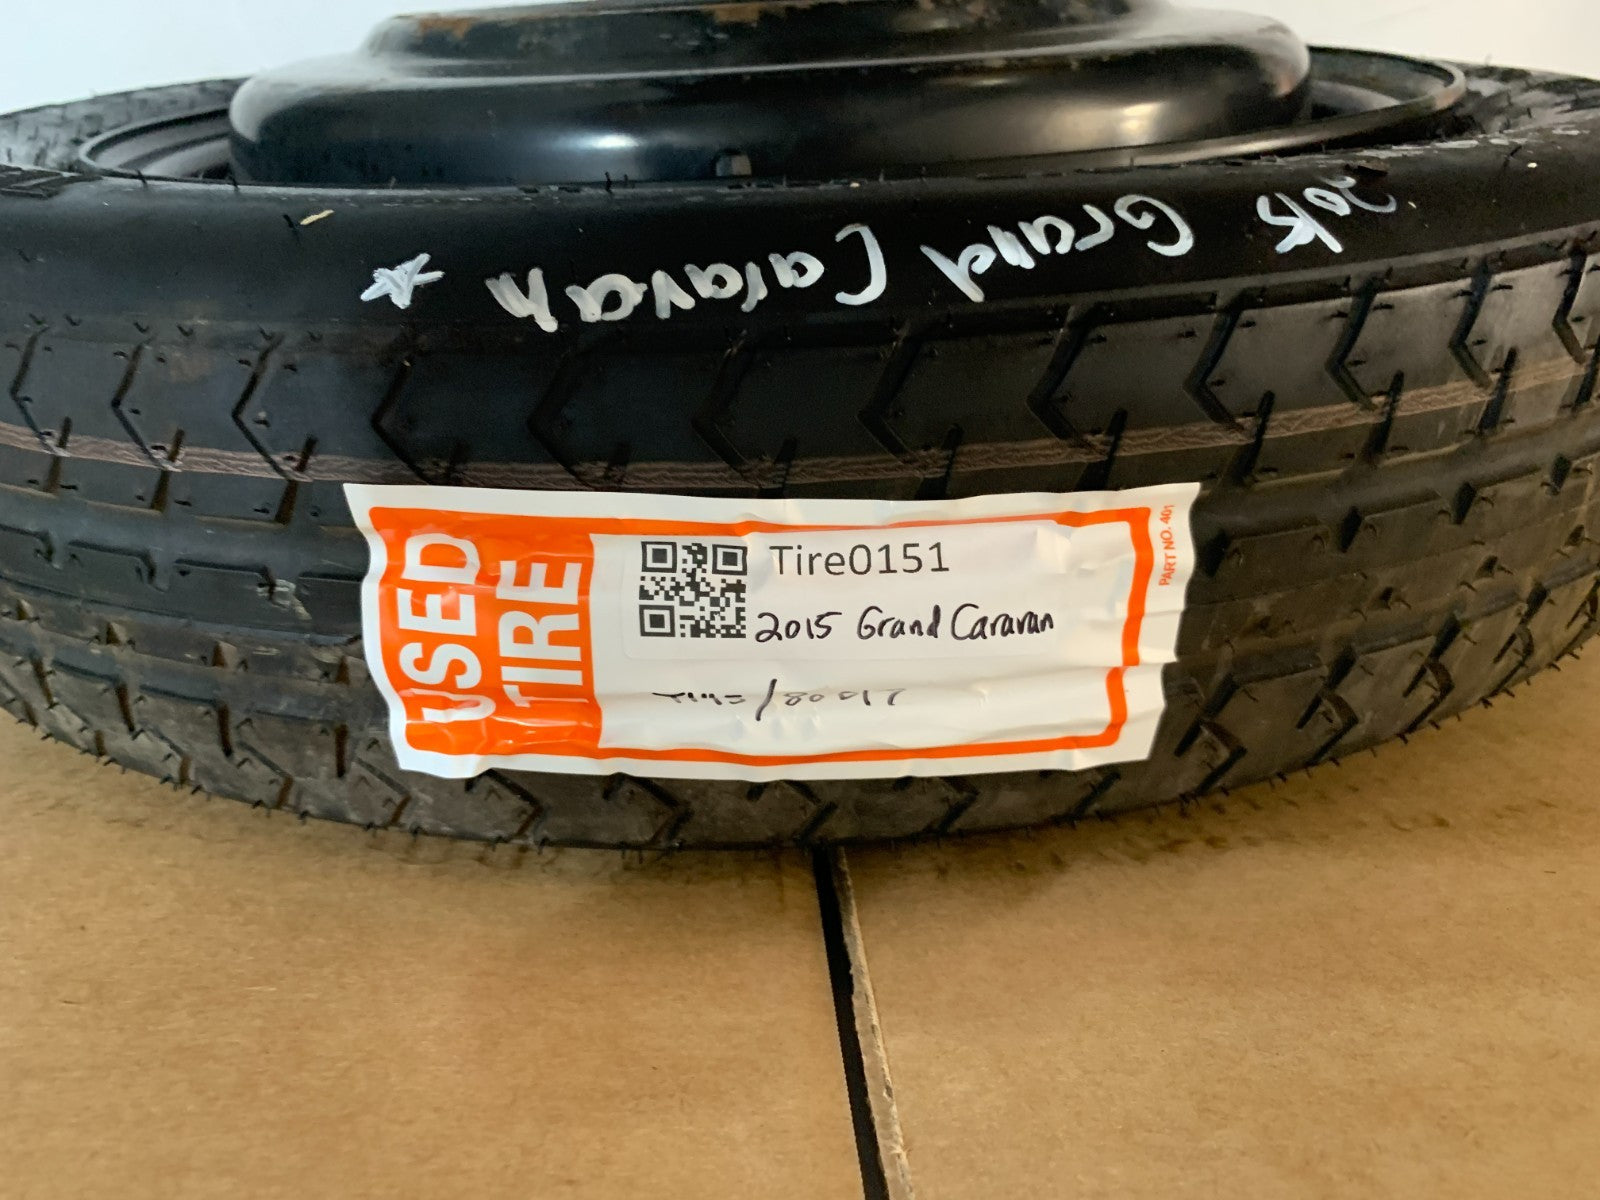 2015 Grand Caravan
USED
TIRE
Tire0151
2015 Grand Caravan
PART NO. 401